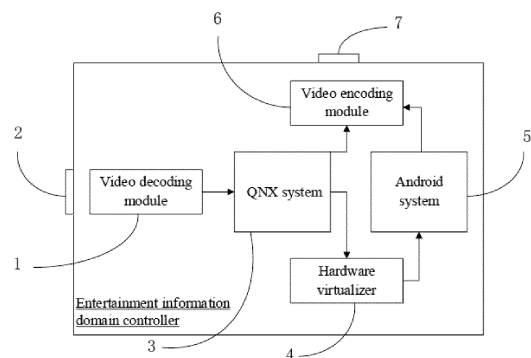 7
6
Video encoding
module
2
5
Video decoding
module
QNX system
Android
system
1
Hardware
virtualizer
Entertainment information
domain controller
3
4